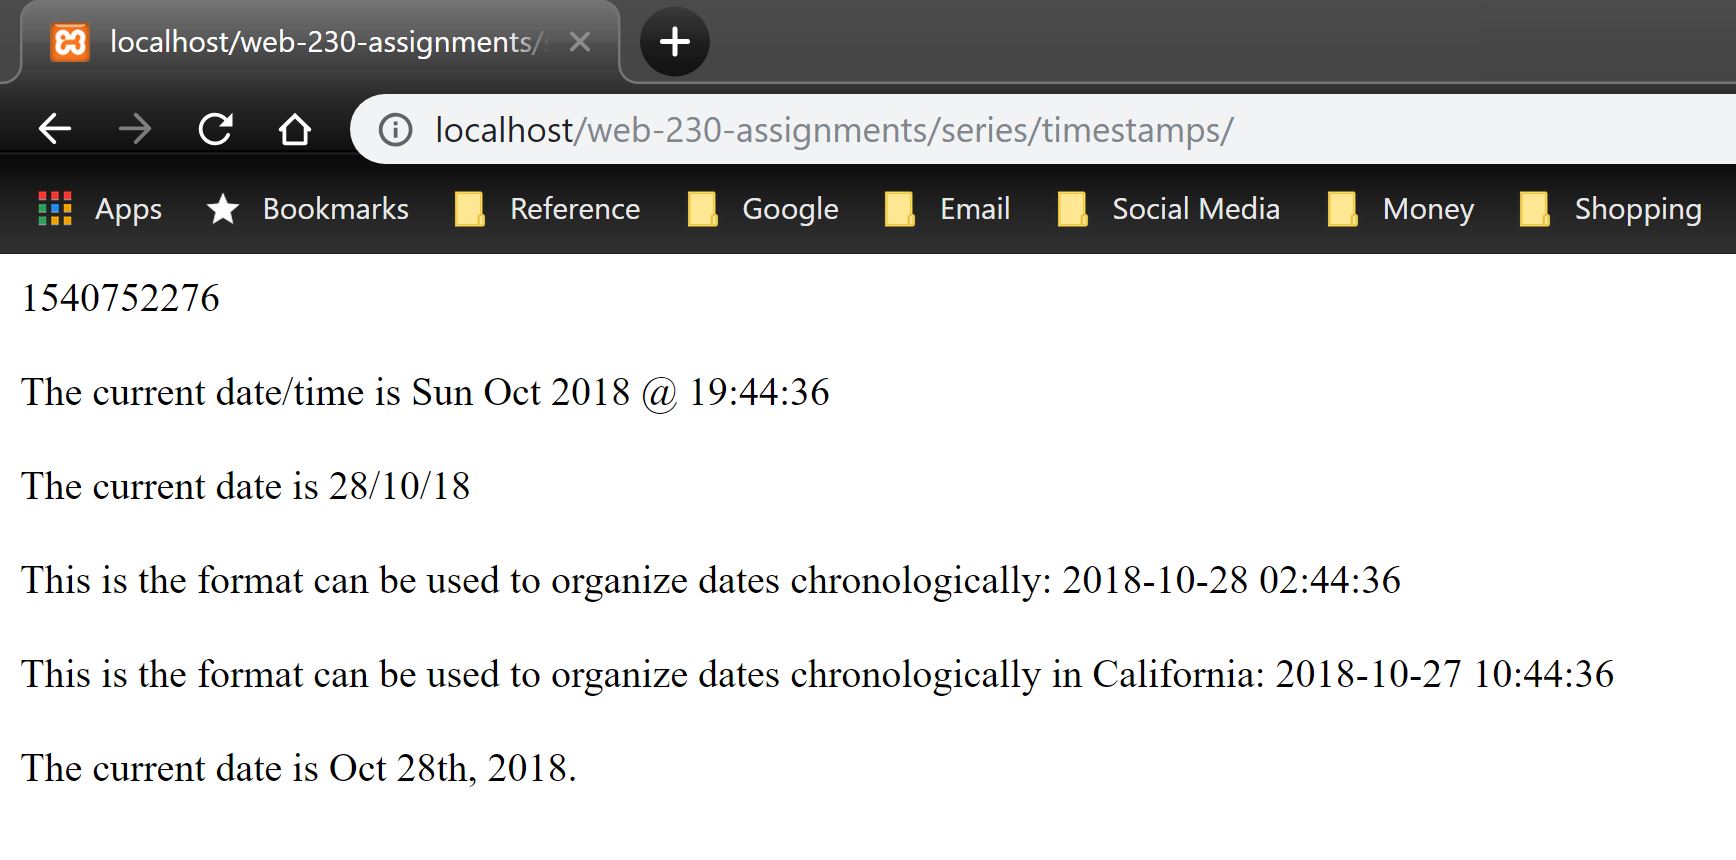 localhost/web-230-assignments/
localhost/web-230-assignments/series/timestamps/
Apps Bookmarks Reference Google Email Social Media Money Shopping
1540752276
The current date/time is Sun Oct 2018 @ 19:44:36
The current date is 28/10/18
This is the format can be used to organize dates chronologically: 2018-10-28 02:44:36
This is the format can be used to organize dates chronologically in California: 2018-10-27 10:44:36
The current date is Oct 28th, 2018.